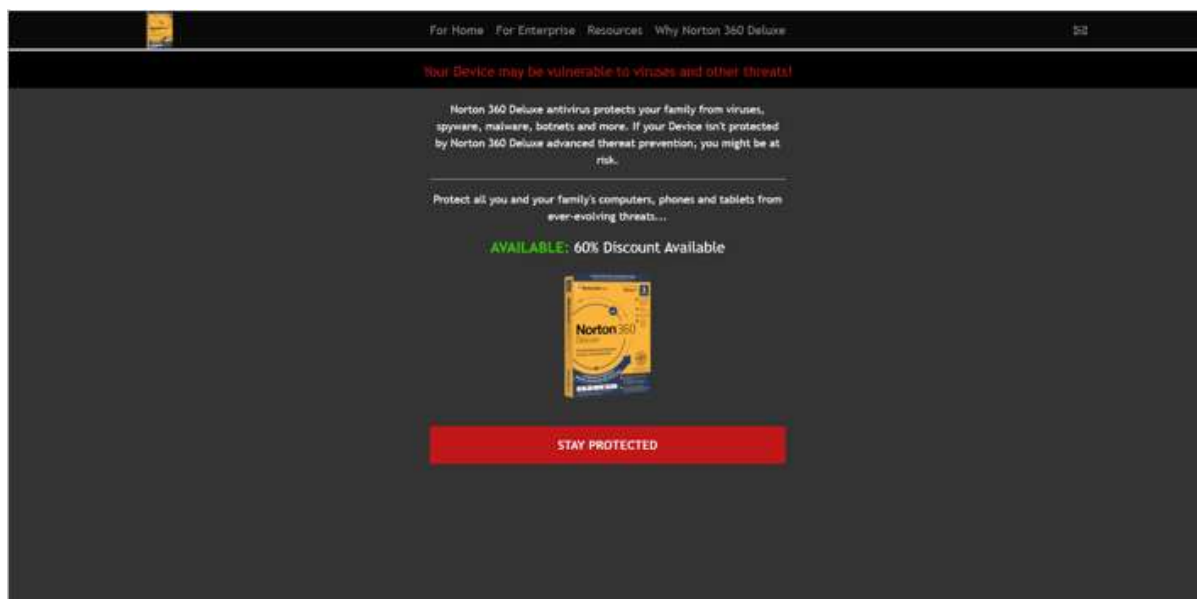 For Home For Enterprise Resources Why Norton 360 Deluxe
Your Device may be vulnerable to viruses and other threats!
Norton 360 Deluxe antivirus protects your family from viruses,
spyware, malware, botnets and more. If your Device isn't protected
by Norton 360 Deluxe advanced thereat prevention, you might be at
risk.
Protect all you and your family's computers, phones and tablets from
ever-evolving threats...
AVAILABLE: 60% Discount Available
Norton 360
Deluxe
STAY PROTECTED